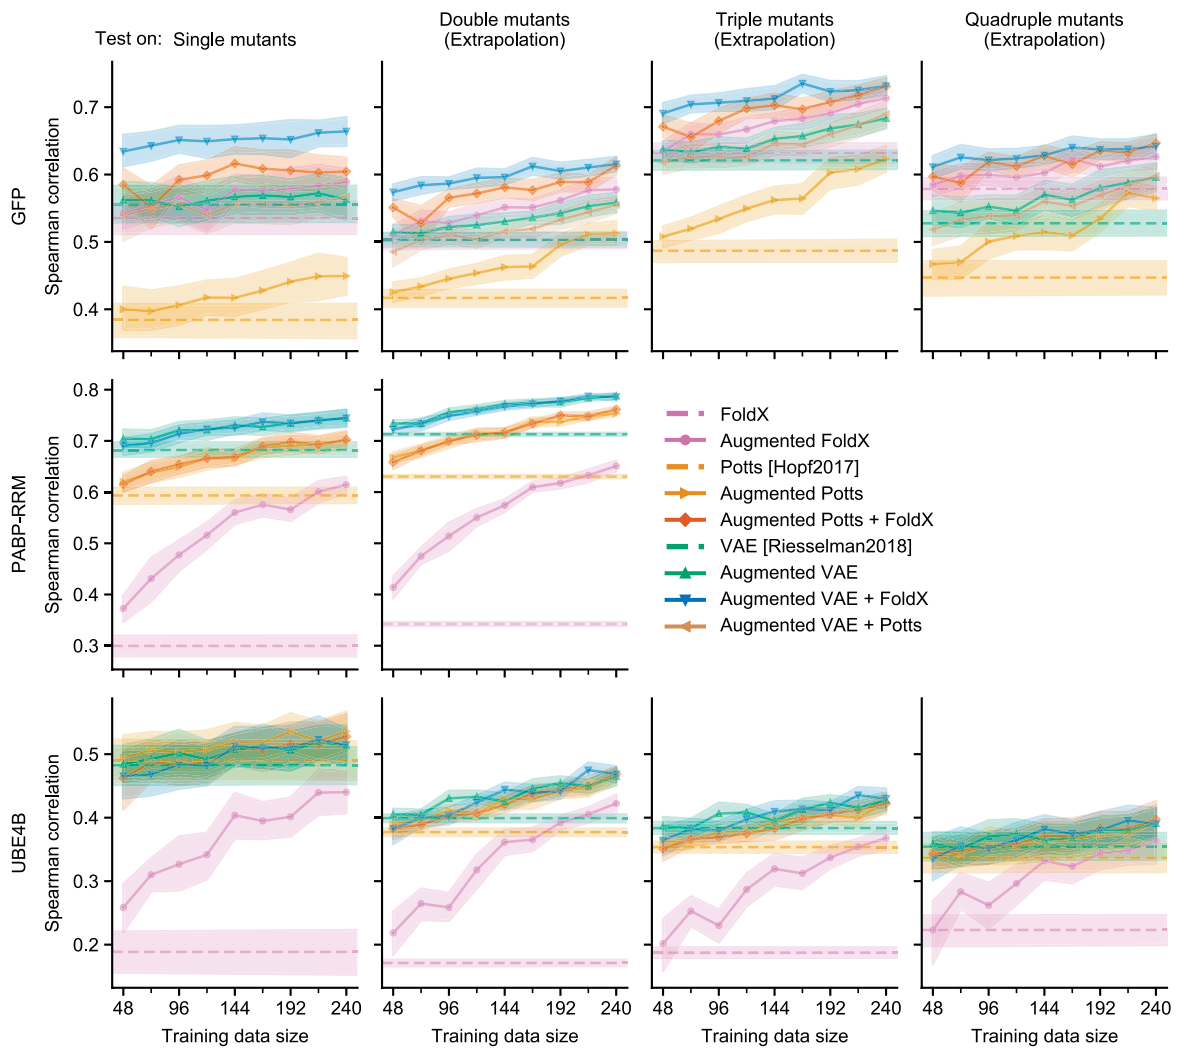 Test on: Single mutants
Double mutants
(Extrapolation)
Triple mutants
(Extrapolation)
Quadruple mutants
(Extrapolation)
GFP
Spearman correlation
0.7
0.6
0.5
0.4
PABP-RRM
Spearman correlation
0.8
0.7
0.6
0.5
0.4
0.3
FoldX
Augmented FoldX
Potts [Hopf2017]
Augmented Potts
Augmented Potts + FoldX
VAE [Riesselman2018]
Augmented VAE
Augmented VAE + FoldX
Augmented VAE + Potts
UBE4B
Spearman correlation
0.5
0.4
0.3
0.2
48 96 144 192 240
48 96 144 192 240
48 96 144 192 240
48 96 144 192 240
Training data size
Training data size
Training data size
Training data size